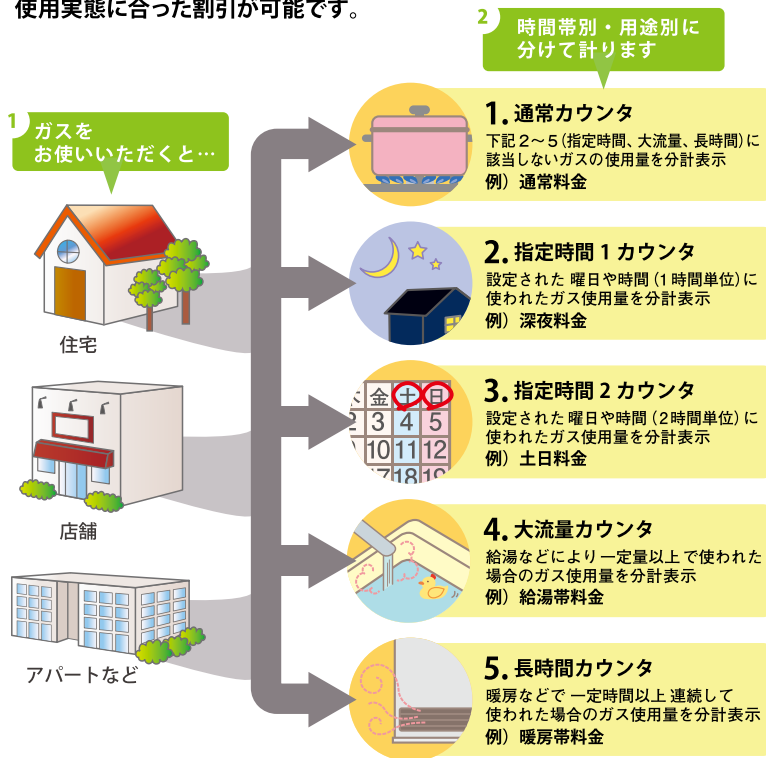 使用実態に合った割引が可能です。
1
ガスを
お使いいただくと…
住宅
店舗
アパートなど
2
時間帯別・用途別に
分けて計ります
1. 通常カウンタ
下記2～5（指定時間、大流量、長時間）に
該当しないガスの使用量を分計表示
例）通常料金
2. 指定時間1カウンタ
設定された 曜日や時間（1時間単位）に
使われたガス使用量を分計表示
例）深夜料金
金 土 日
2 3 4 5
10 11 12
17 18 19
3. 指定時間2カウンタ
設定された 曜日や時間（2時間単位）に
使われたガス使用量を分計表示
例）土日料金
4. 大流量カウンタ
給湯などにより 一定量以上 で使われた
場合のガス使用量を分計表示
例）給湯帯料金
5. 長時間カウンタ
暖房などで 一定時間以上 連続して
使われた場合のガス使用量を分計表示
例）暖房帯料金